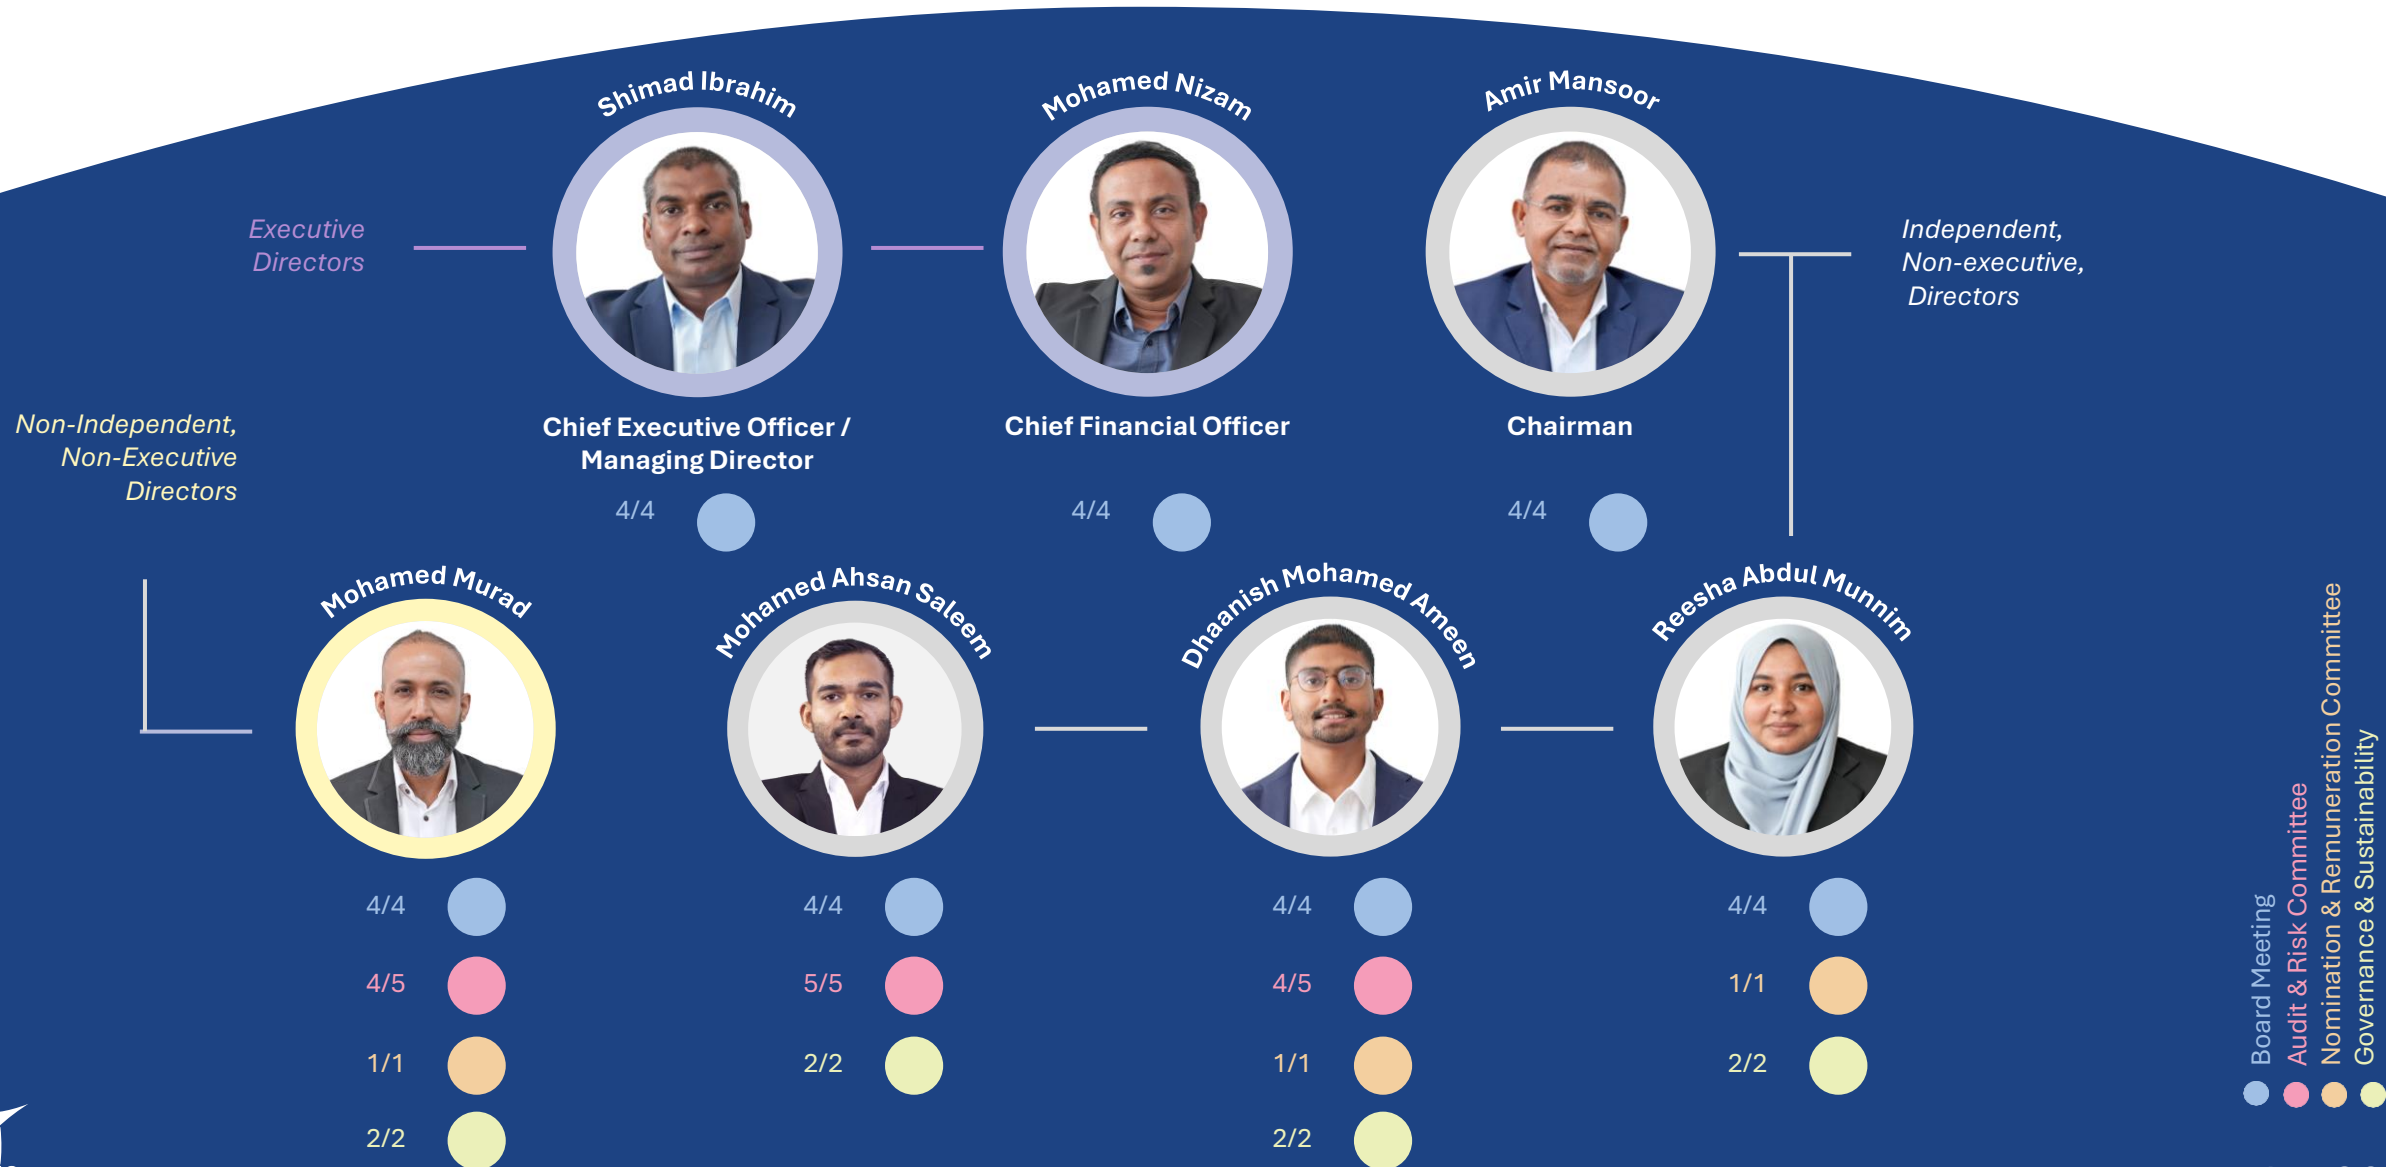 Shimad Ibrahim
Mohamed Nizam
Amir Mansoor
Executive
Directors
Independent,
Non-executive,
Directors
Chief Executive Officer /
Managing Director
Chief Financial Officer
Chairman
Non-Independent,
Non-Executive
Directors
4/4
4/4
4/4
Mohamed Murad
Mohamed Ahsan Saleem
Dhaanish Mohamed Ameen
Reesha Abdul Munnim
4/4
4/4
4/4
4/4
4/5
5/5
4/5
1/1
1/1
2/2
1/1
2/2
2/2
2/2
Board Meeting
Audit & Risk Committee
Nomination & Remuneration Committee
Governance & Sustainability